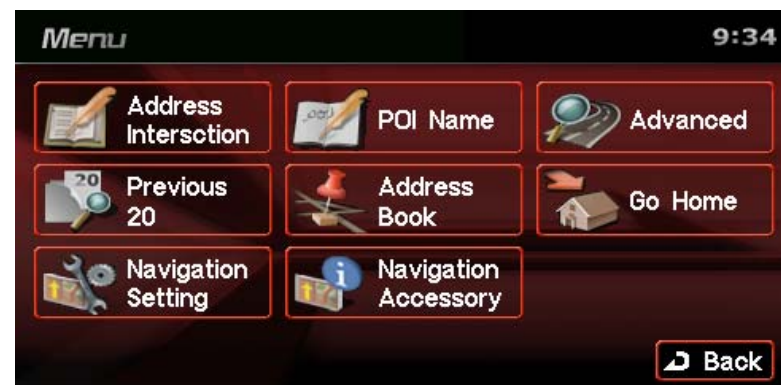 Menu
9:34
Address
Intersction
POI Name
Advanced
20
Previous
20
Address
Book
Go Home
Navigation
Setting
i
Navigation
Accessory
Back